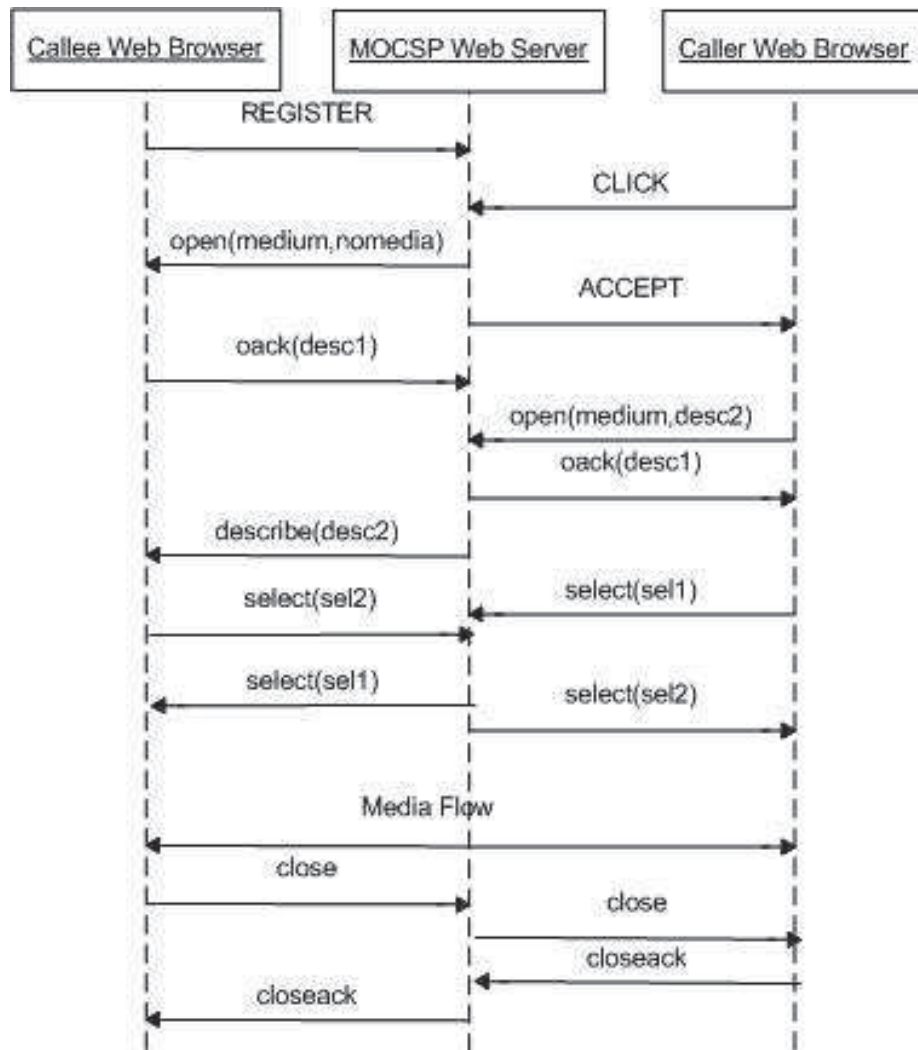 Callee Web Browser
MOCSP Web Server
Caller Web Browser
REGISTER
CLICK
open(medium,nomedia)
ACCEPT
oack(desc1)
open(medium,desc2)
oack(desc1)
describe(desc2)
select(sel1)
select(sel2)
select(sel1)
select(sel2)
Media Flow
close
close
closeack
closeack